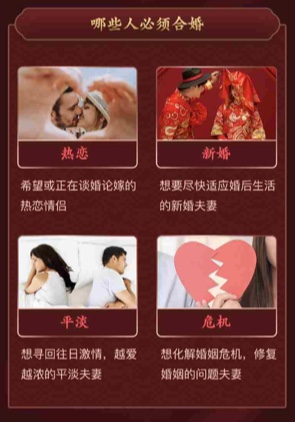 哪些人必须合婚
热恋
新婚
希望或正在谈婚论嫁的
热恋情侣
想要尽快适应婚后生活
的新婚夫妻
平淡
危机
想寻回往日激情，越爱
越浓的平淡夫妻
想化解婚姻危机，修复
婚姻的问题夫妻